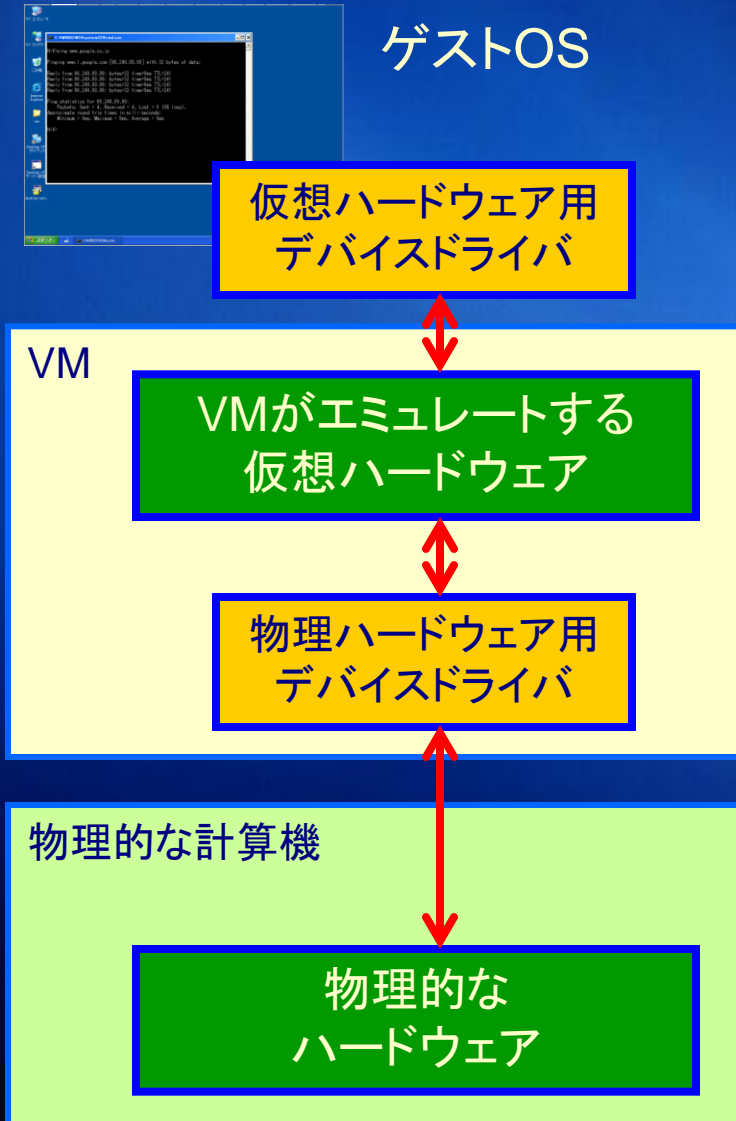 ゲストOS
仮想ハードウェア用
デバイスドライバ
VM
VMがエミュレートする
仮想ハードウェア
物理ハードウェア用
デバイスドライバ
物理的な計算機
物理的な
ハードウェア